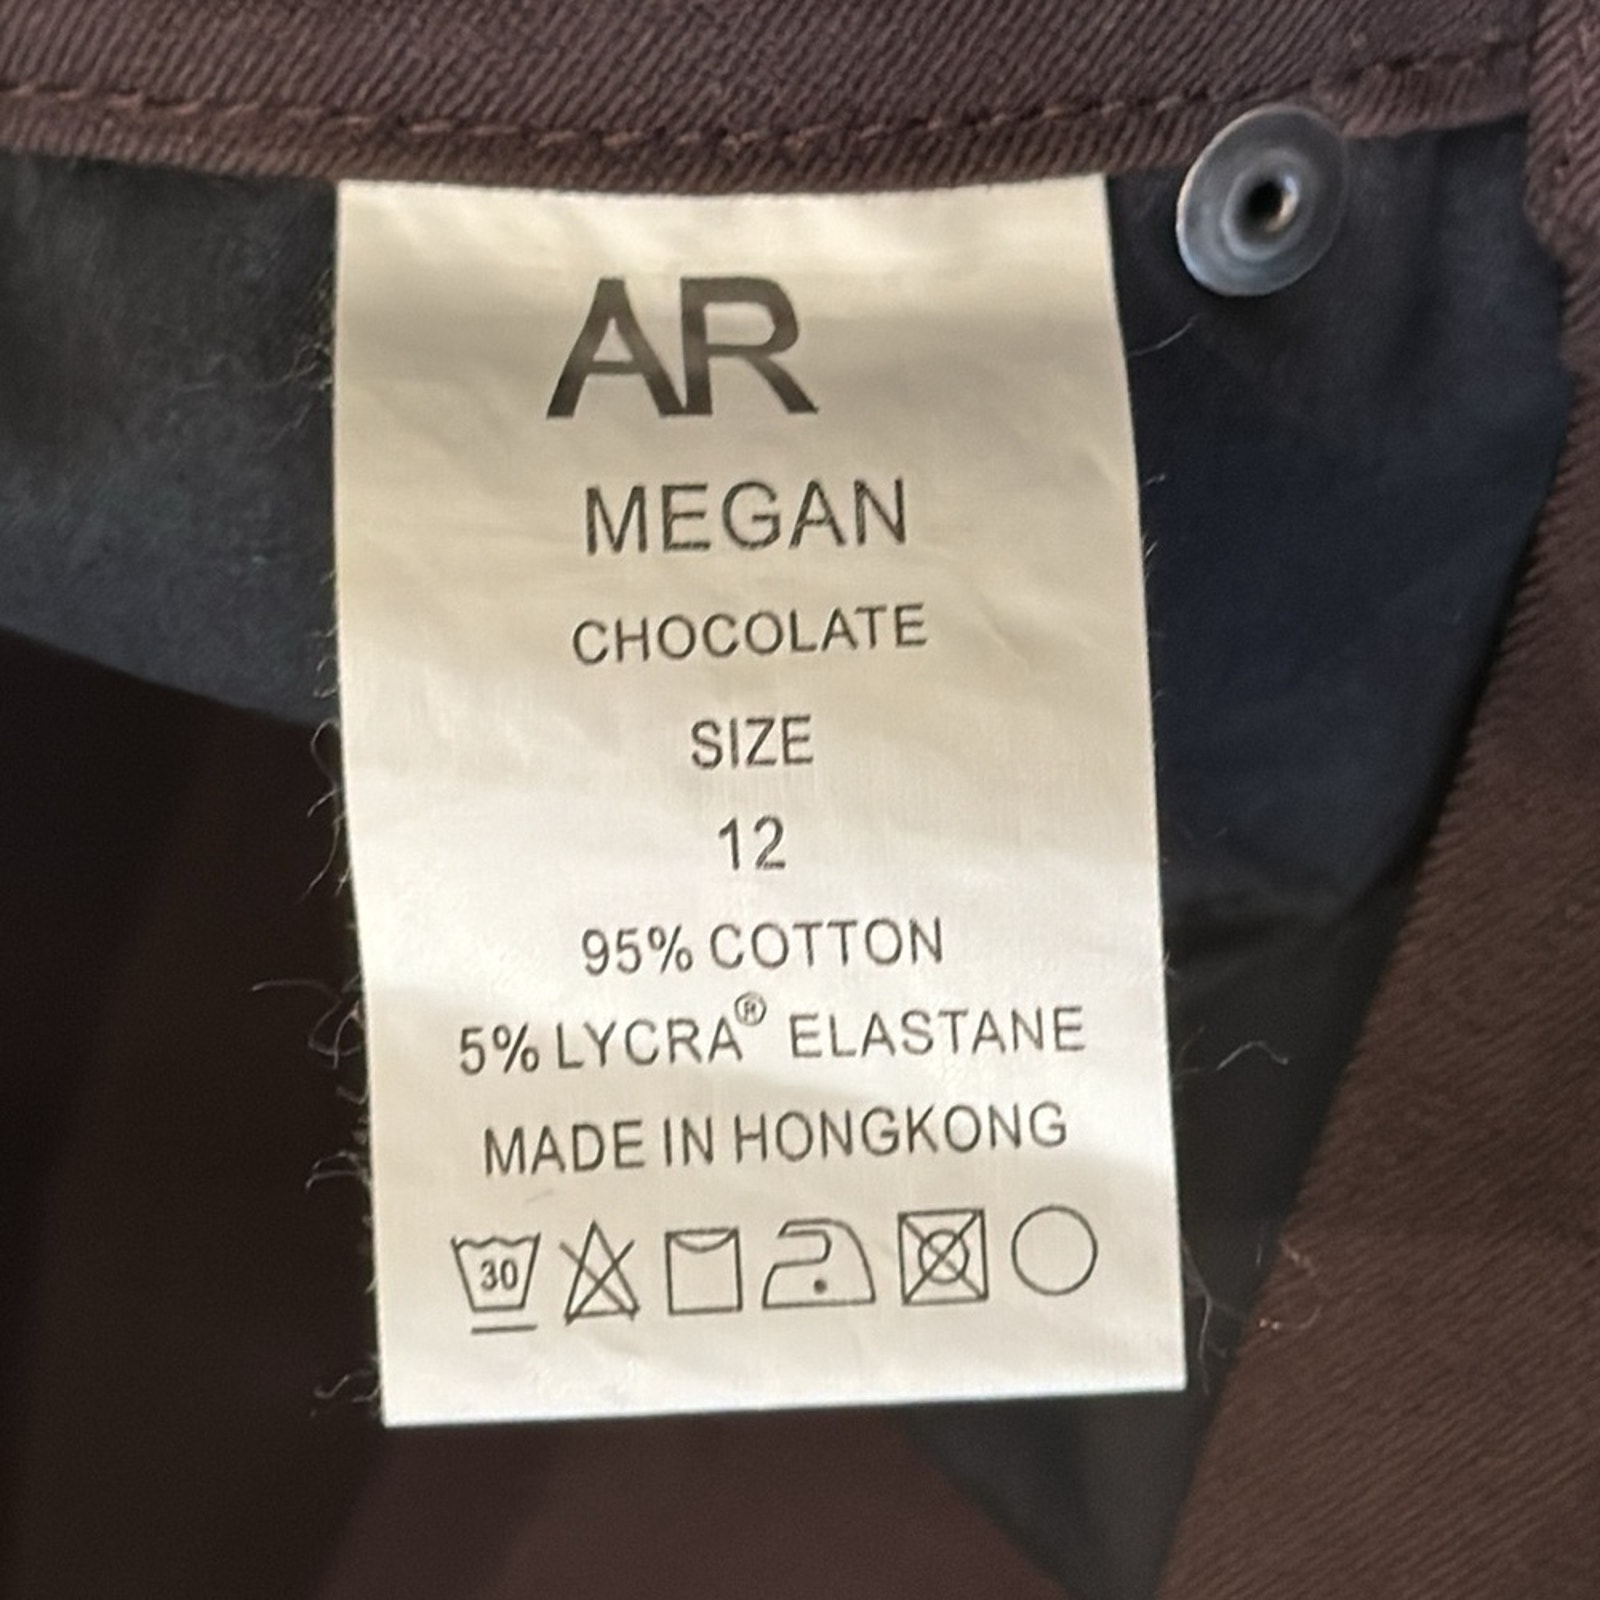 AR
MEGAN
CHOCOLATE
SIZE
12
95% COTTON
5% LYCRA® ELASTANE
MADE IN HONGKONG
30